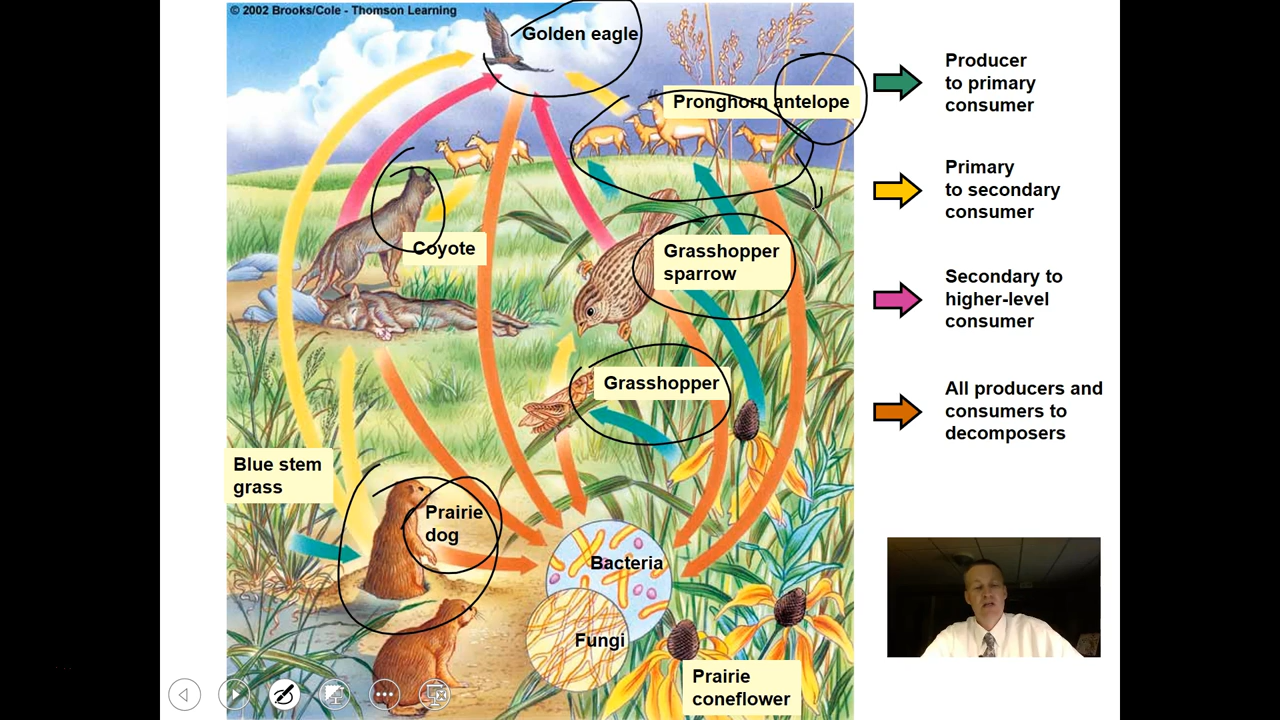 © 2002 Brooks/Cole - Thomson Learning
Golden eagle
Pronghorn antelope
Coyote
Grasshopper
sparrow
Grasshopper
Blue stem
grass
Prairie
dog
Bacteria
Fungi
Prairie
coneflower
Producer
to primary
consumer
Primary
to secondary
consumer
Secondary to
higher-level
consumer
All producers and
consumers to
decomposers